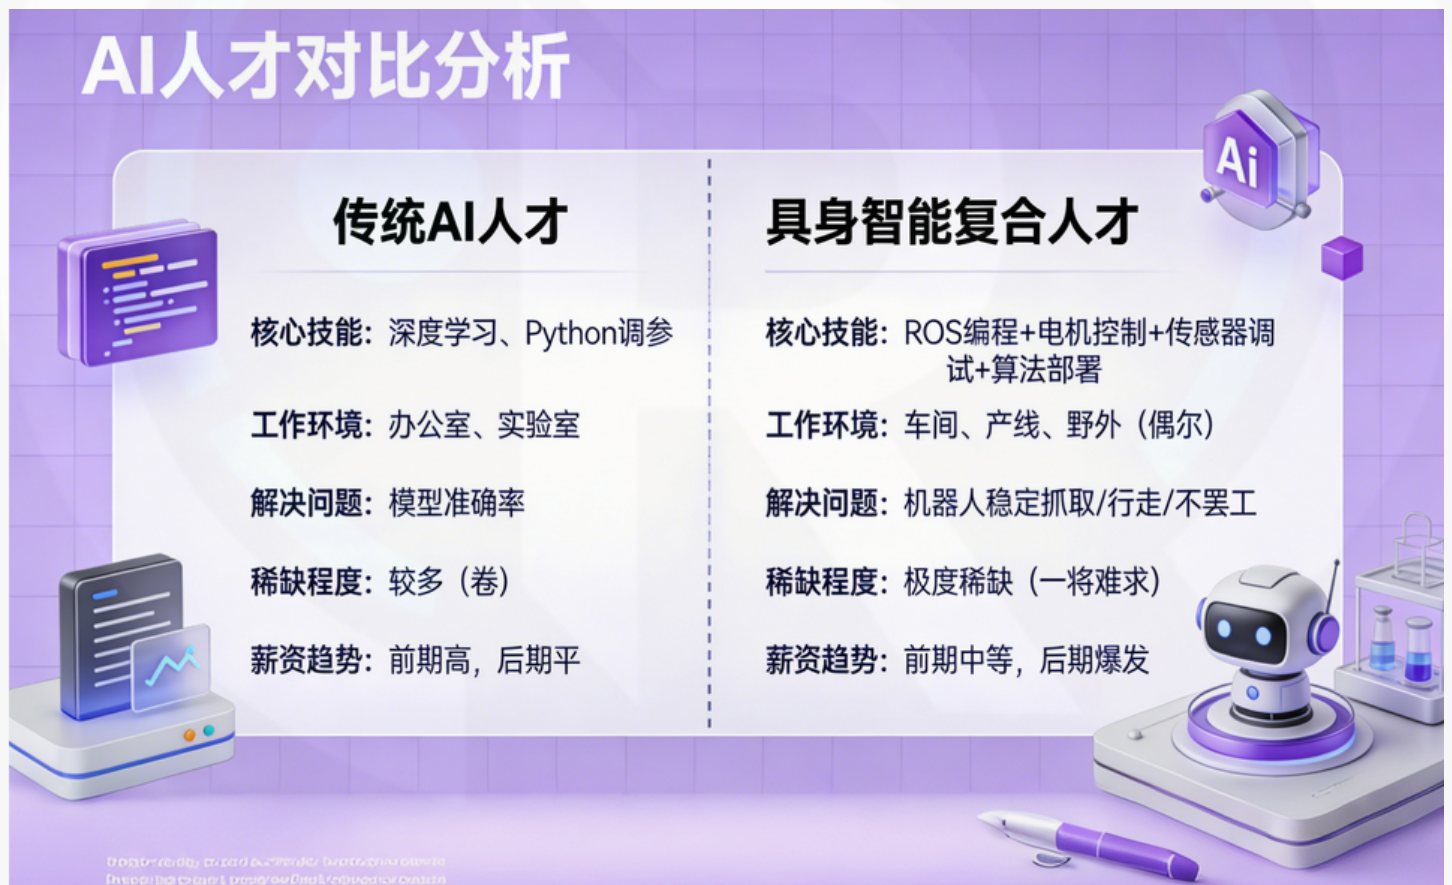 AI人才对比分析
Ai
传统AI人才
核心技能：深度学习、Python调参
工作环境：办公室、实验室
解决问题：模型准确率
稀缺程度：较多（卷）
薪资趋势：前期高，后期平
具身智能复合人才
核心技能：ROS编程+电机控制+传感器调
试+算法部署
工作环境：车间、产线、野外（偶尔）
解决问题：机器人稳定抓取/行走/不罢工
稀缺程度：极度稀缺（一将难求）
薪资趋势：前期中等，后期爆发